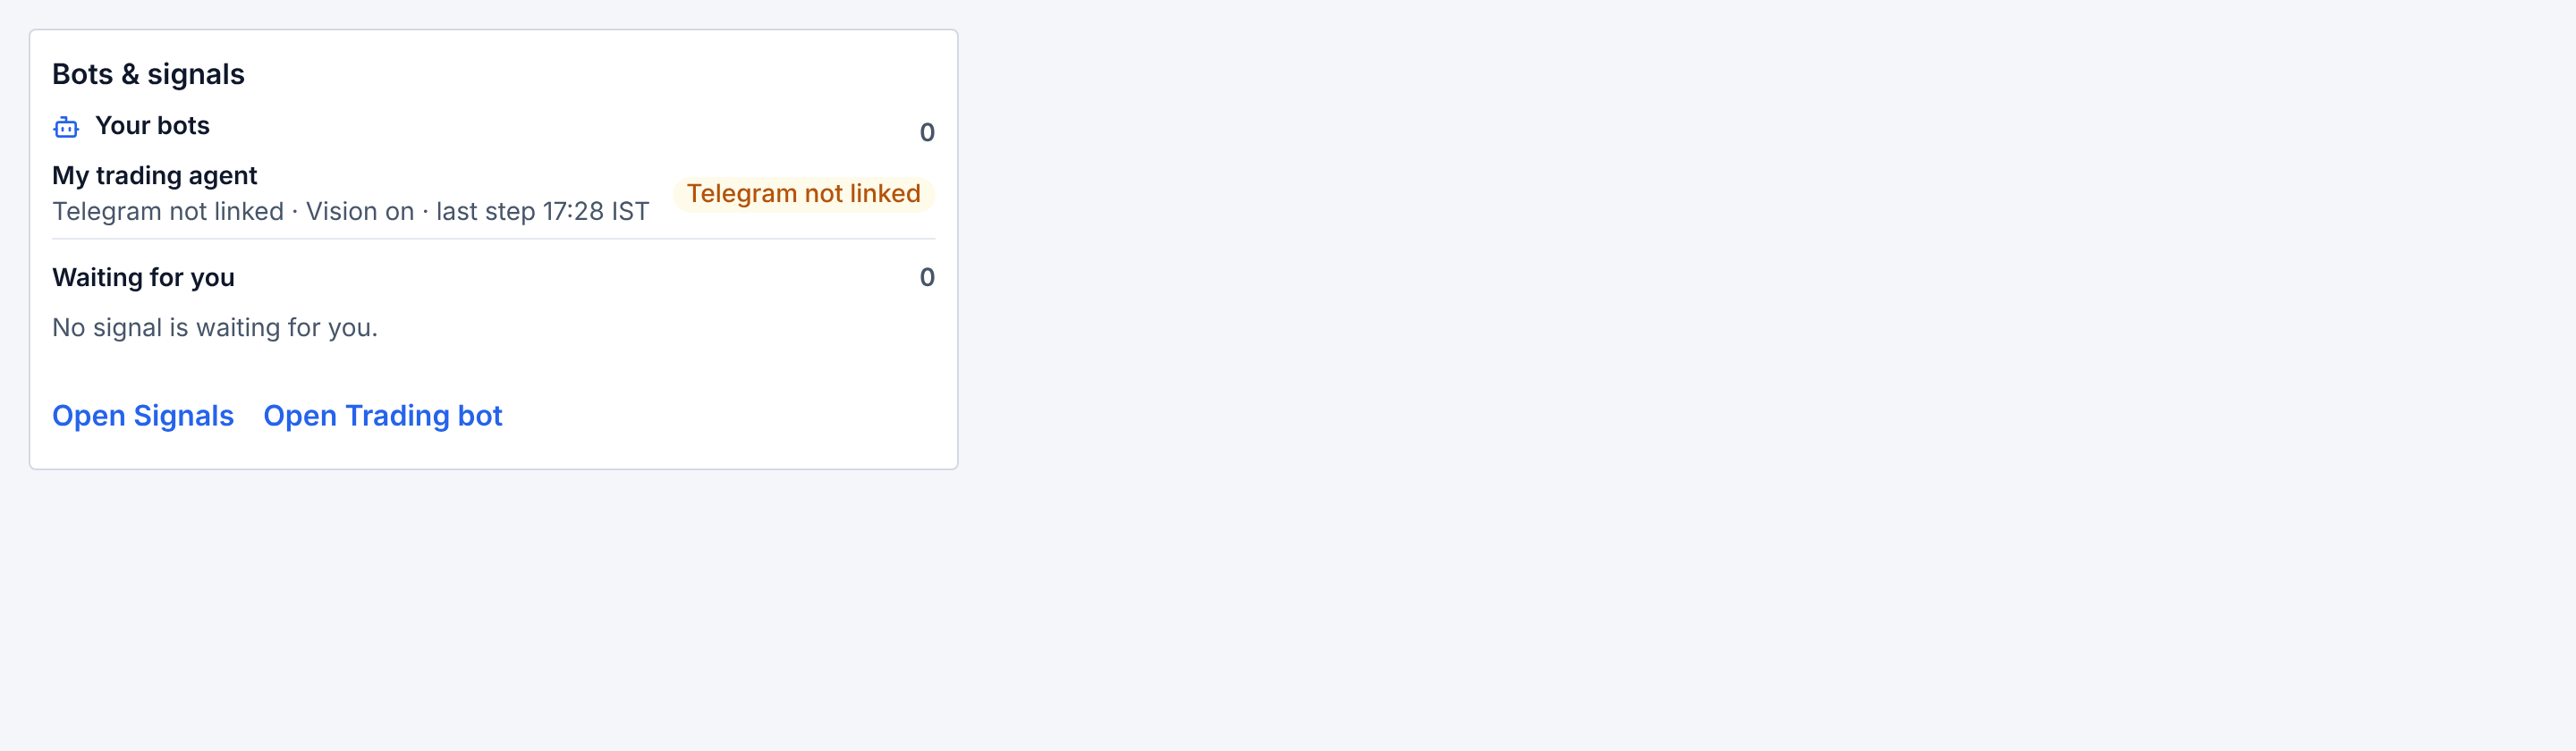 Bots & signals
Your bots 0
My trading agent
Telegram not linked · Vision on · last step 17:28 IST
Telegram not linked
Waiting for you 0
No signal is waiting for you.
Open Signals Open Trading bot